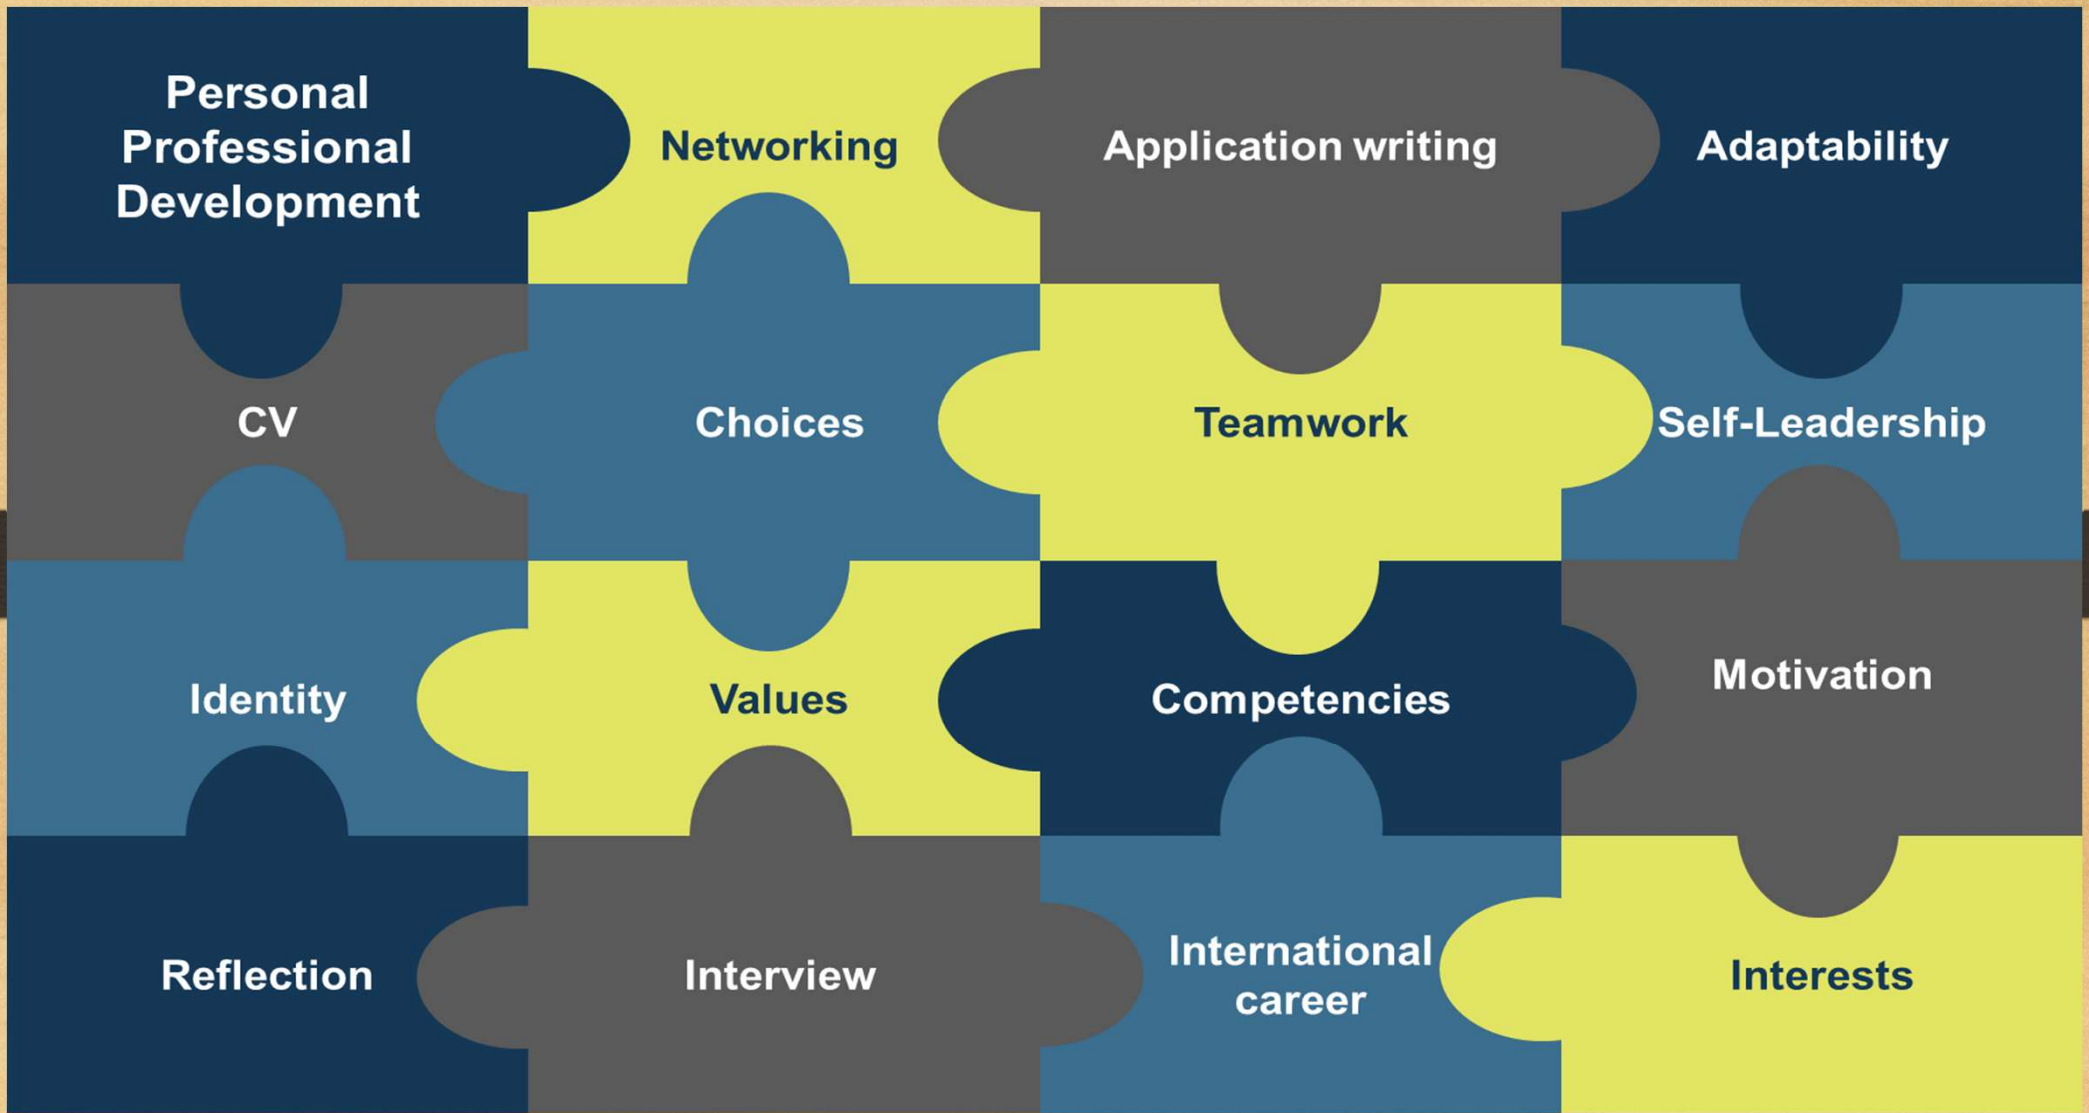 Personal
Professional
Development
Networking
Application writing
Adaptability
CV
Choices
Teamwork
Self-Leadership
Identity
Values
Competencies
Motivation
Reflection
Interview
International
career
Interests